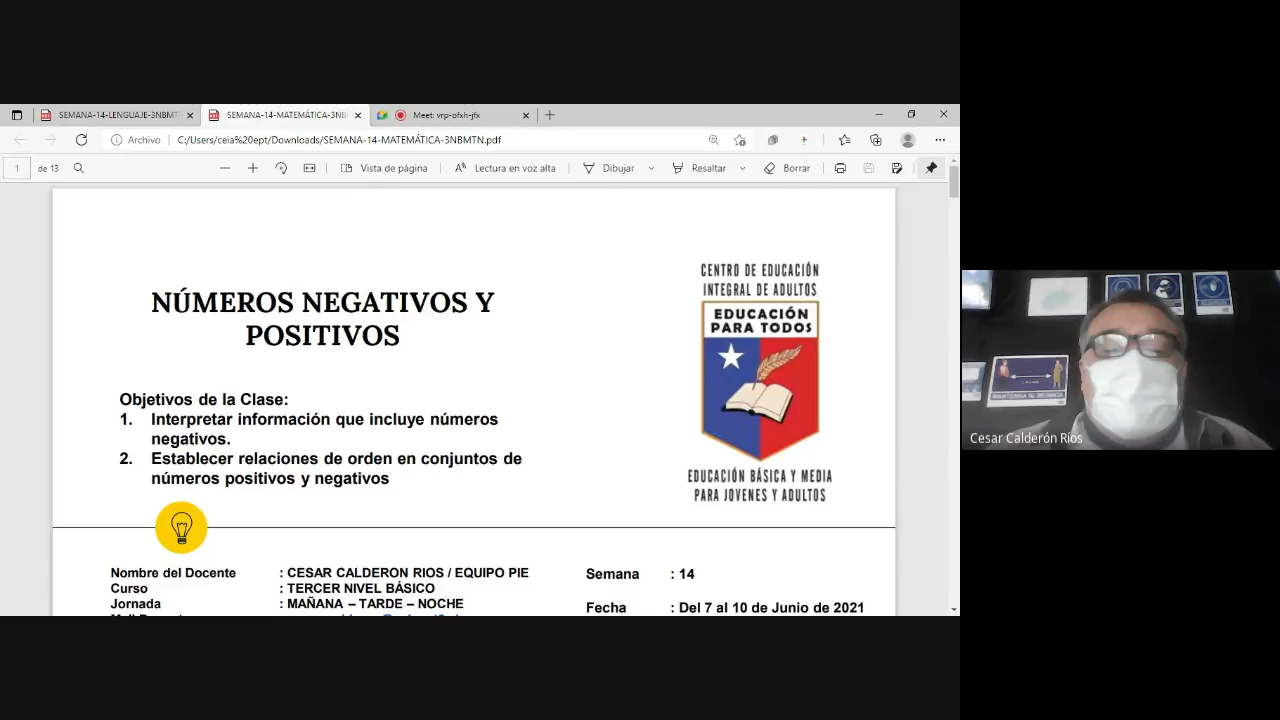 SEMANA-14-LENGUAJE-3NBMT
SEMANA-14-MATEMÁTICA-3NB
Meet: vrp-ofxh-jfx
Archivo
C:/Users/ceia%20ept/Downloads/SEMANA-14-MATEMÁTICA-3NBMTN.pdf
1 de 13
Vista de página
Lectura en voz alta
Dibujar
Resaltar
Borrar
NÚMEROS NEGATIVOS Y
POSITIVOS
Objetivos de la Clase:
1. Interpretar información que incluye números
negativos.
2. Establecer relaciones de orden en conjuntos de
números positivos y negativos
CENTRO DE EDUCACIÓN
INTEGRAL DE ADULTOS
EDUCACIÓN
PARA TODOS
EDUCACIÓN BÁSICA Y MEDIA
PARA JOVENES Y ADULTOS
Nombre del Docente : CESAR CALDERON RIOS / EQUIPO PIE
Curso : TERCER NIVEL BÁSICO
Jornada : MAÑANA – TARDE – NOCHE
Semana : 14
Fecha : Del 7 al 10 de Junio de 2021
MANTENGA SU DISTANCIA
Cesar Calderón Ríos